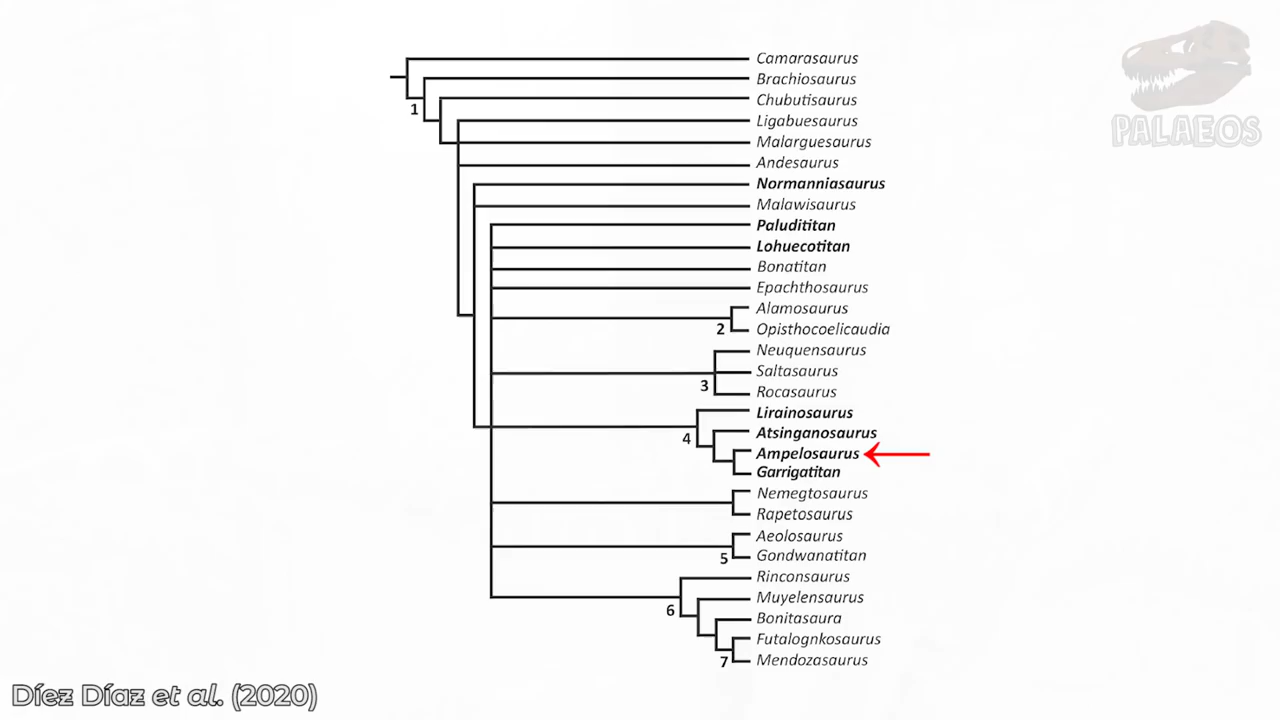 PALAEOS
Camarasaurus
Brachiosaurus
1
Chubutisaurus
Ligabuesaurus
Malarguesaurus
Andesaurus
Normanniasaurus
Malawisaurus
Paludititan
Lohuecotitan
Bonatitan
Epachthosaurus
Alamosaurus
2
Opisthocoelicaudia
Neuquensaurus
Saltasaurus
3
Rocasaurus
Lirainosaurus
4
Atsinganosaurus
Ampelosaurus
Garrigatitan
Nemegtosaurus
Rapetosaurus
Aeolosaurus
5
Gondwanatitan
Rinconsaurus
6
Muyelensaurus
Bonitasaura
Futalognkosaurus
7
Mendozasaurus
Díez Díaz et al. (2020)